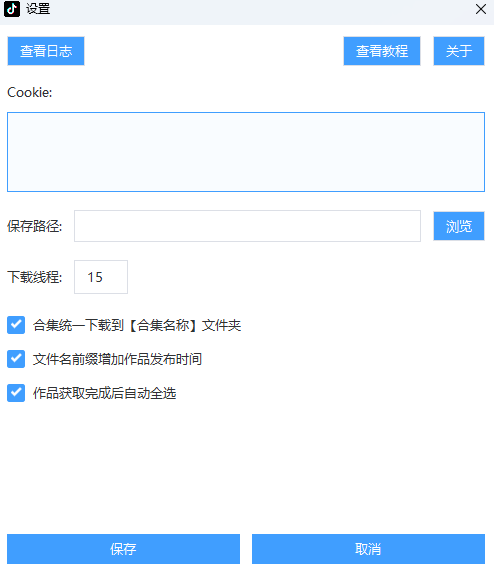 设置
查看日志 查看教程 关于
Cookie:
保存路径: 浏览
下载线程: 15
合集统一下载到【合集名称】文件夹
文件名前缀增加作品发布时间
作品获取完成后自动全选
保存 取消